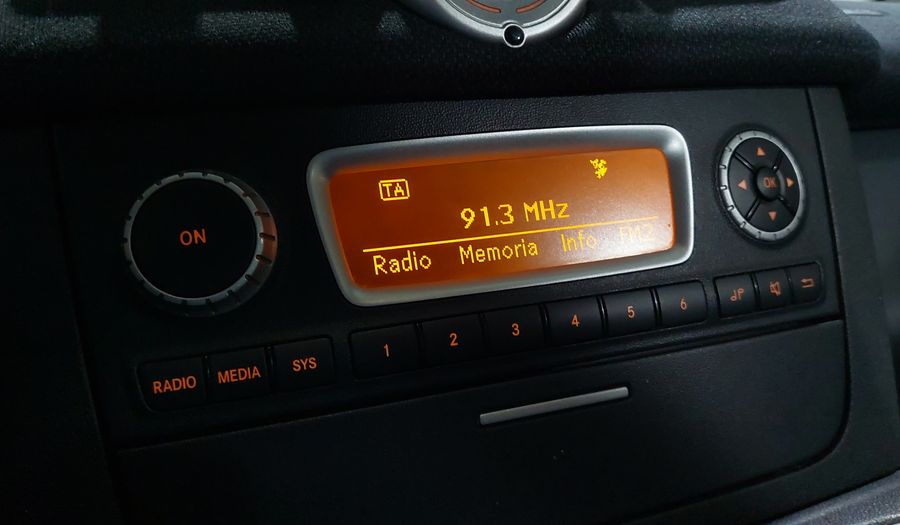 TA
91.3 MHz
Radio Memoria Info FM2
ON
OK
RADIO MEDIA SYS
1 2 3 4 5 6